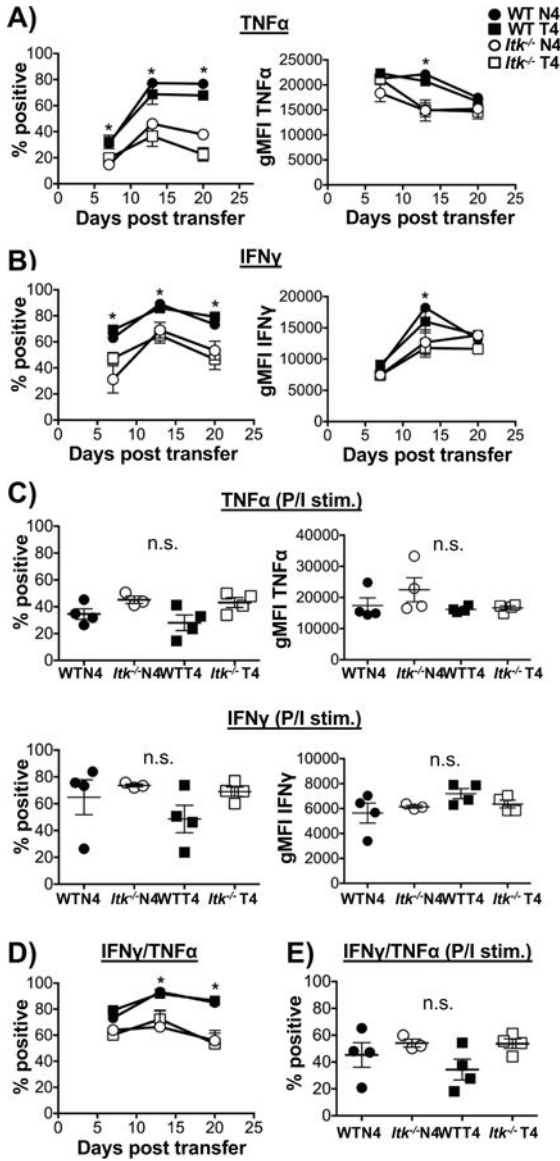 A)
TNFα
WT N4
WT T4
Itk-/- N4
Itk-/- T4
% positive
100
80
60
40
20
0
* * *
0 5 10 15 20 25
Days post transfer
gMFI TNFα
25000
20000
15000
10000
5000
0
*
0 5 10 15 20 25
Days post transfer
B)
IFNγ
% positive
100
80
60
40
20
0
* * *
0 5 10 15 20 25
Days post transfer
gMFI IFNγ
20000
15000
10000
5000
0
*
0 5 10 15 20 25
Days post transfer
C)
TNFα (P/I stim.)
% positive
100
80
60
40
20
0
n.s.
WTN4 Itk-/-N4 WTT4 Itk-/- T4
gMFI TNFα
40000
30000
20000
10000
0
n.s.
WTN4 Itk-/-N4 WTT4 Itk-/- T4
IFNγ (P/I stim.)
% positive
100
80
60
40
20
0
n.s.
WTN4 Itk-/-N4 WTT4 Itk-/- T4
gMFI IFNγ
10000
8000
6000
4000
2000
0
n.s.
WTN4 Itk-/-N4 WTT4 Itk-/- T4
D)
IFNγ/TNFα
% positive
100
80
60
40
20
0
* *
0 5 10 15 20 25
Days post transfer
E)
IFNγ/TNFα (P/I stim.)
% positive
100
80
60
40
20
0
n.s.
WTN4 Itk-/-N4 WTT4 Itk-/- T4